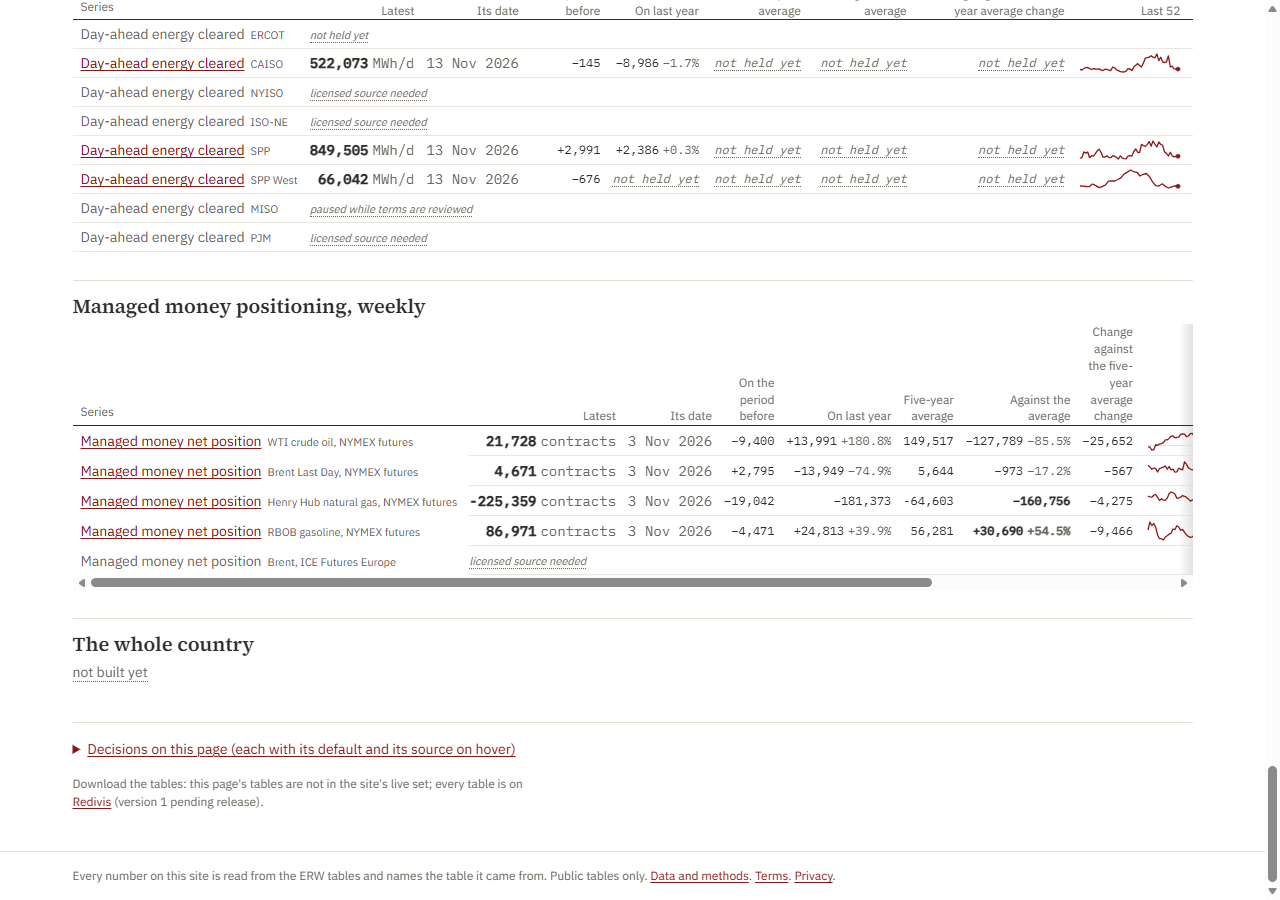 Series Latest Its date before On last year average average year average change Last 52
Day-ahead energy cleared ERCOT not held yet
Day-ahead energy cleared CAISO 522,073 MWh/d 13 Nov 2026 −145 −8,986 −1.7% not held yet not held yet not held yet
Day-ahead energy cleared NYISO licensed source needed
Day-ahead energy cleared ISO-NE licensed source needed
Day-ahead energy cleared SPP 849,505 MWh/d 13 Nov 2026 +2,991 +2,386 +0.3% not held yet not held yet not held yet
Day-ahead energy cleared SPP West 66,042 MWh/d 13 Nov 2026 −676 not held yet not held yet not held yet not held yet
Day-ahead energy cleared MISO paused while terms are reviewed
Day-ahead energy cleared PJM licensed source needed
Managed money positioning, weekly
Change
against
the five-
On the year
period Five-year Against the average
Series Latest Its date before On last year average average change
Managed money net position WTI crude oil, NYMEX futures 21,728 contracts 3 Nov 2026 −9,400 +13,991 +180.8% 149,517 −127,789 −85.5% −25,652
Managed money net position Brent Last Day, NYMEX futures 4,671 contracts 3 Nov 2026 +2,795 −13,949 −74.9% 5,644 −973 −17.2% −567
Managed money net position Henry Hub natural gas, NYMEX futures -225,359 contracts 3 Nov 2026 −19,042 −181,373 -64,603 −160,756 −4,275
Managed money net position RBOB gasoline, NYMEX futures 86,971 contracts 3 Nov 2026 −4,471 +24,813 +39.9% 56,281 +30,690 +54.5% −9,466
Managed money net position Brent, ICE Futures Europe licensed source needed
The whole country
not built yet
Decisions on this page (each with its default and its source on hover)
Download the tables: this page's tables are not in the site's live set; every table is on
Redivis (version 1 pending release).
Every number on this site is read from the ERW tables and names the table it came from. Public tables only. Data and methods. Terms. Privacy.